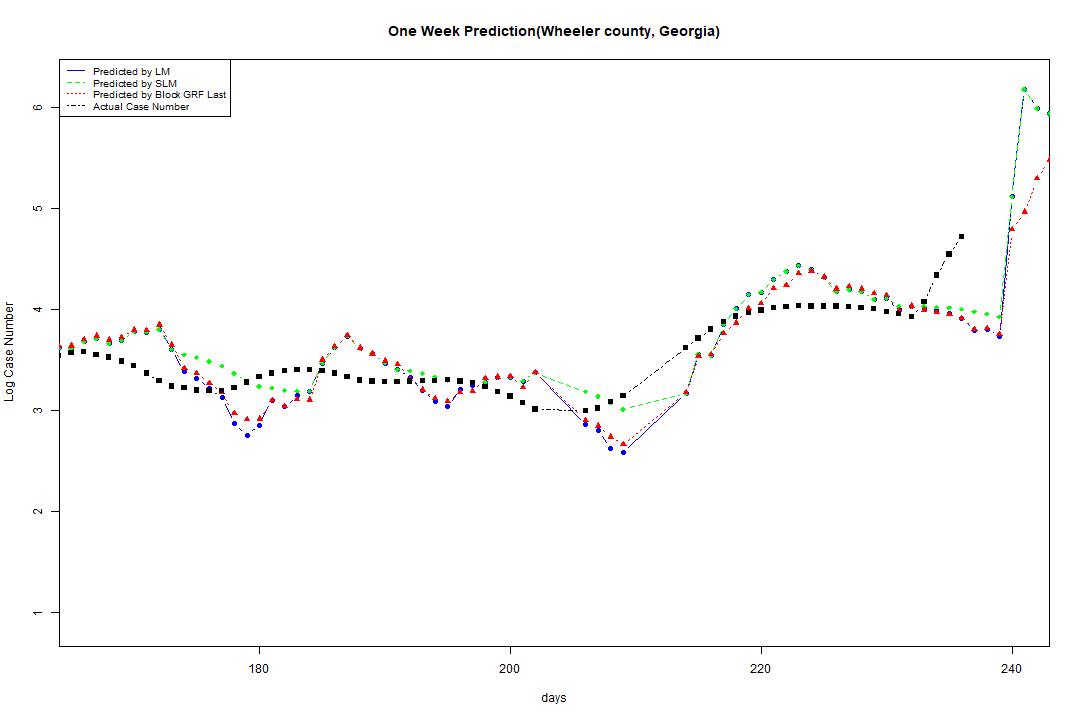 One Week Prediction(Wheeler county, Georgia)
Predicted by LM
Predicted by SLM
Predicted by Block GRF Last
Actual Case Number
6
5
4
3
2
1
Log Case Number
180 200 220 240
days